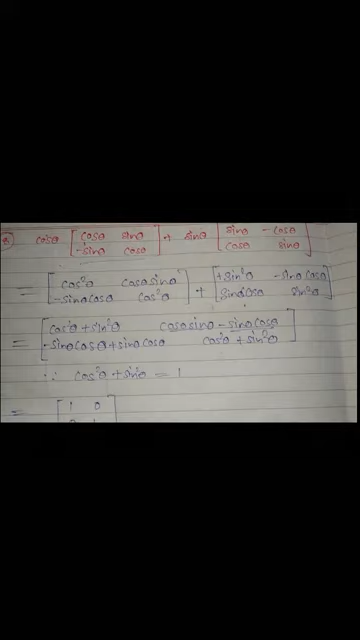 cosθ [cosθ sinθ] + sinθ [sinθ -cosθ]
[-sinθ cosθ] [cosθ sinθ]
= [cos²θ cosθsinθ] + [+sin²θ -sinθcosθ]
[-sinθcosθ cos²θ] [sinθcosθ sin²θ]
= [cos²θ + sin²θ cosθsinθ - sinθcosθ]
[-sinθcosθ + sinθcosθ cos²θ + sin²θ]
∵ cos²θ + sin²θ = 1
= [1 0]